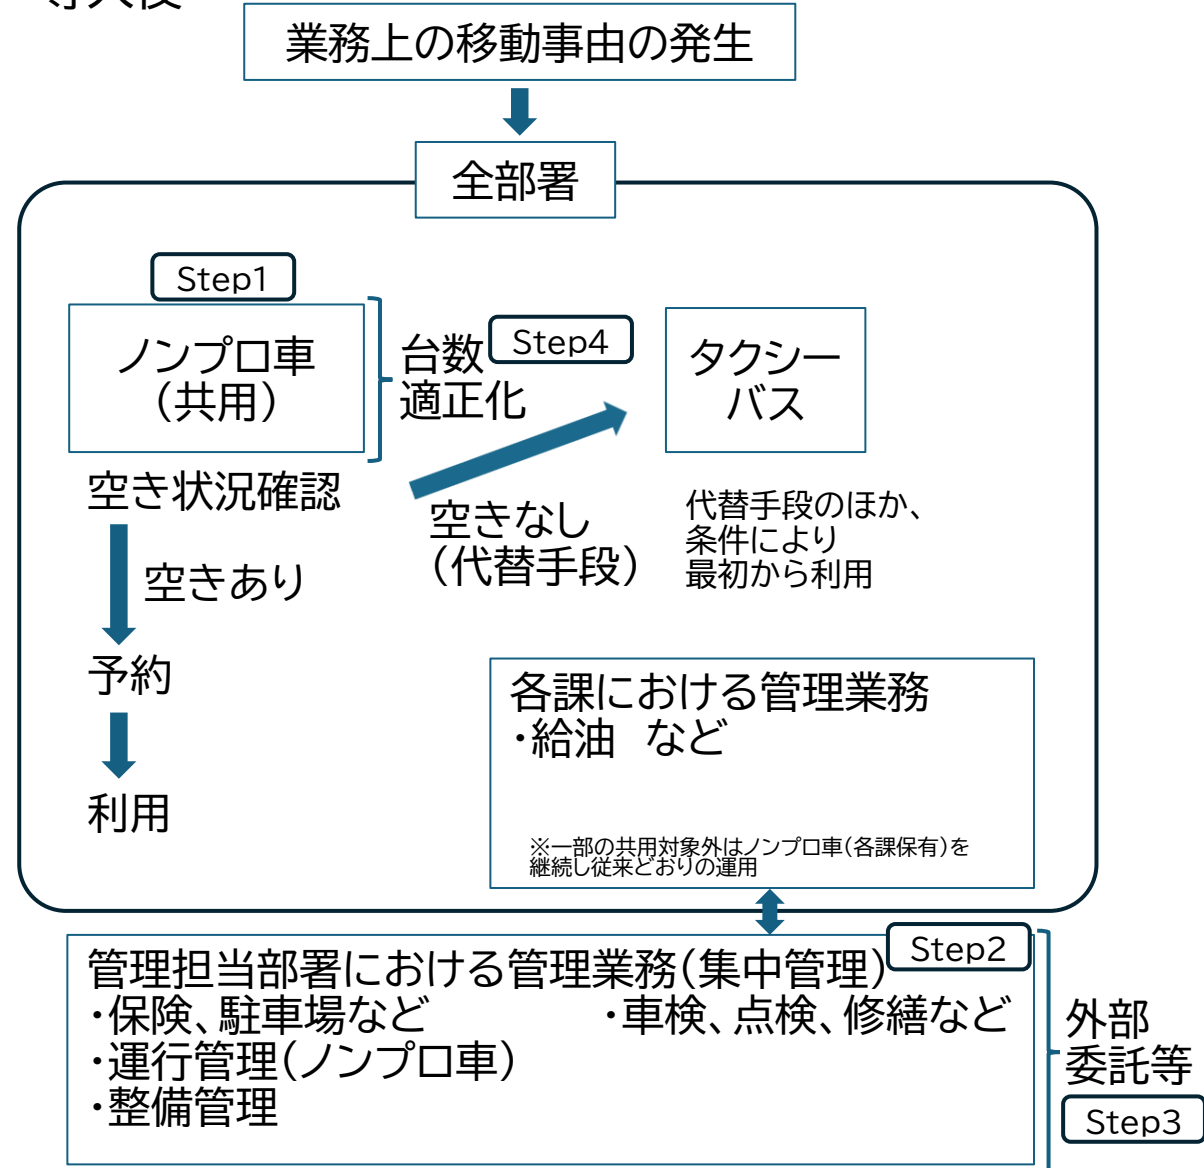 業務上の移動事由の発生
全部署
Step1
ノンプロ車
(共用)
台数
適正化
Step4
タクシー
バス
空き状況確認
空きあり
予約
利用
空きなし
(代替手段)
代替手段のほか、
条件により
最初から利用
各課における管理業務
・給油　など
※一部の共用対象外はノンプロ車(各課保有)を
継続し従来どおりの運用
管理担当部署における管理業務(集中管理)
Step2
・保険、駐車場など　・車検、点検、修繕など
・運行管理(ノンプロ車)
・整備管理
外部
委託等
Step3